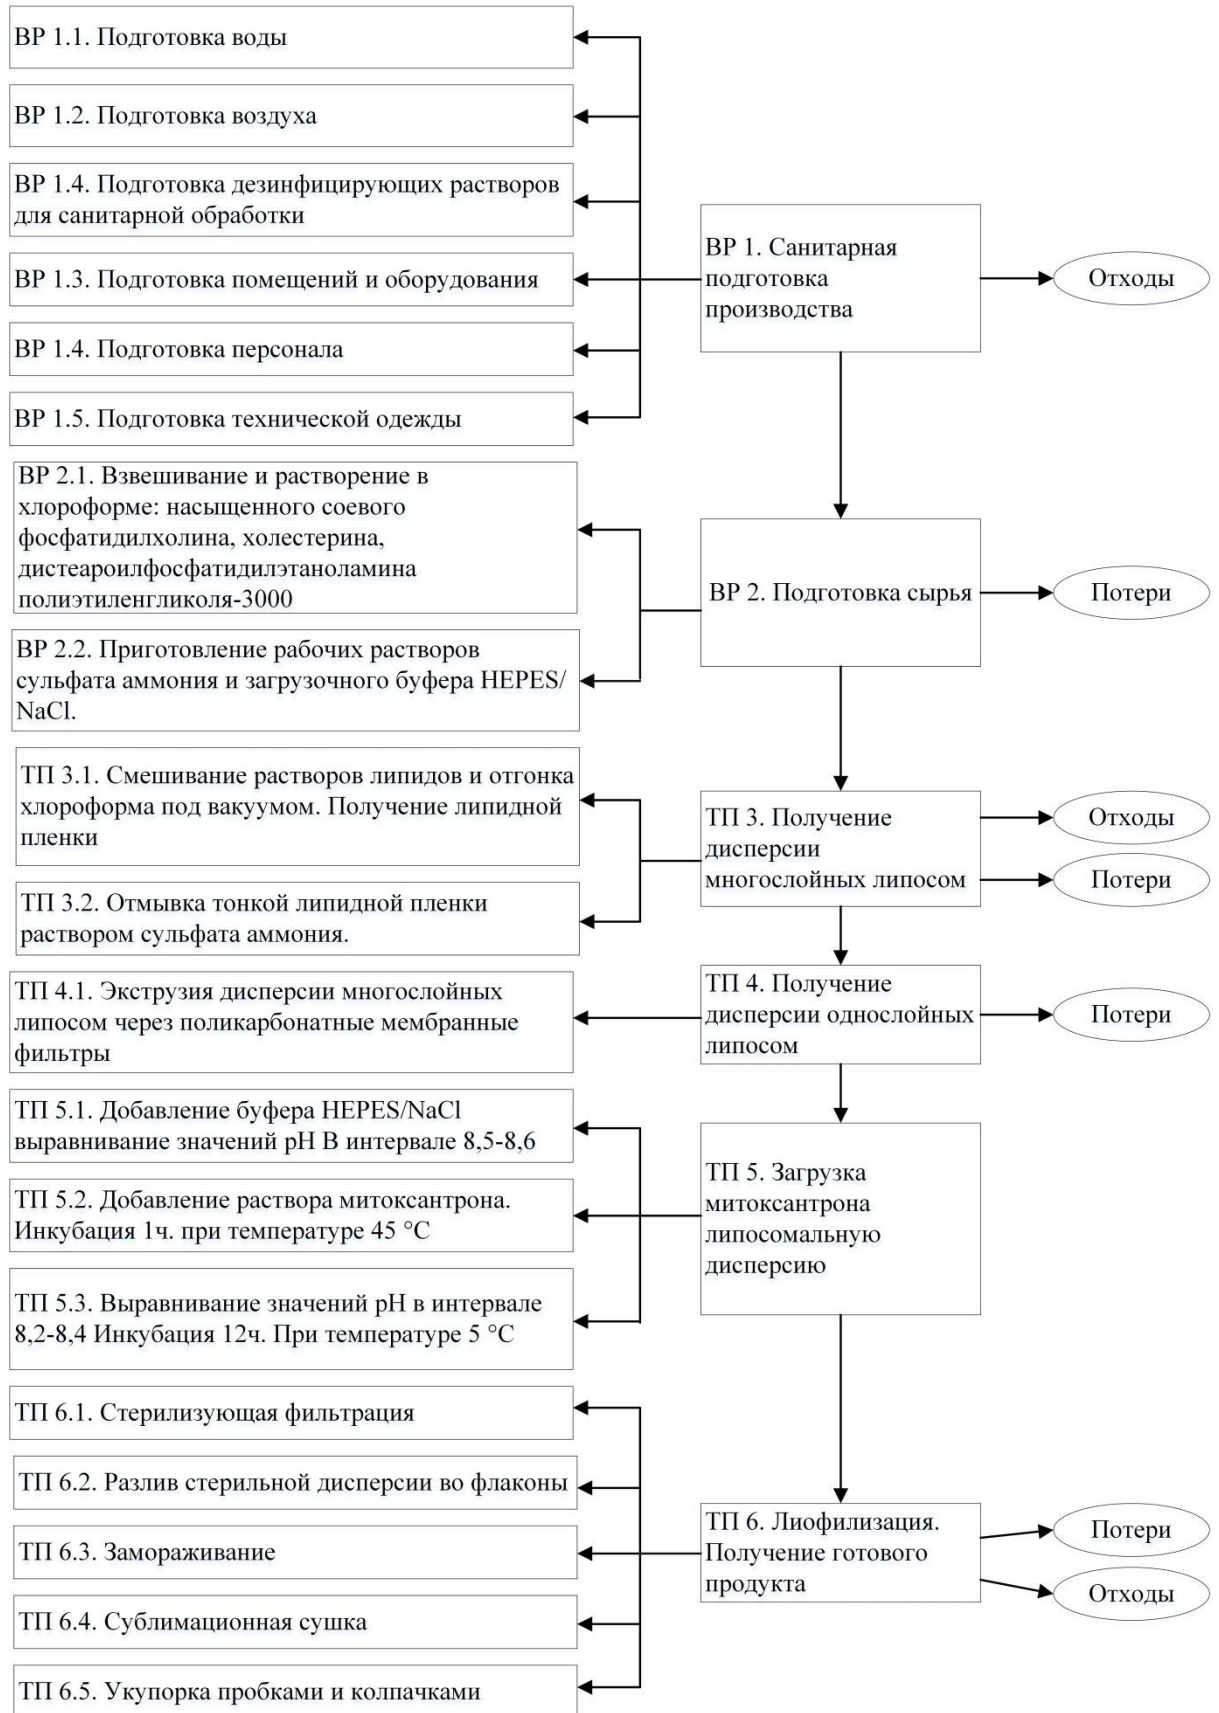 ВР 1.1. Подготовка воды
ВР 1.2. Подготовка воздуха
ВР 1.4. Подготовка дезинфицирующих растворов
для санитарной обработки
ВР 1.3. Подготовка помещений и оборудования
ВР 1.4. Подготовка персонала
ВР 1.5. Подготовка технической одежды
ВР 1. Санитарная
подготовка
производства
Отходы
ВР 2.1. Взвешивание и растворение в
хлороформе: насыщенного соевого
фосфатидилхолина, холестерина,
дистеароилфосфатидилэтаноламина
полиэтиленгликоля-3000
ВР 2.2. Приготовление рабочих растворов
сульфата аммония и загрузочного буфера HEPES/
NaCl.
ВР 2. Подготовка сырья
Потери
ТП 3.1. Смешивание растворов липидов и отгонка
хлороформа под вакуумом. Получение липидной
пленки
ТП 3.2. Отмывка тонкой липидной пленки
раствором сульфата аммония.
ТП 3. Получение
дисперсии
многослойных липосом
Отходы
Потери
ТП 4.1. Экструзия дисперсии многослойных
липосом через поликарбонатные мембранные
фильтры
ТП 4. Получение
дисперсии однослойных
липосом
Потери
ТП 5.1. Добавление буфера HEPES/NaCl
выравнивание значений pH В интервале 8,5-8,6
ТП 5.2. Добавление раствора митоксантрона.
Инкубация 1ч. при температуре 45 °С
ТП 5.3. Выравнивание значений pH в интервале
8,2-8,4 Инкубация 12ч. При температуре 5 °С
ТП 5. Загрузка
митоксантрона
липосомальную
дисперсию
ТП 6.1. Стерилизующая фильтрация
ТП 6.2. Разлив стерильной дисперсии во флаконы
ТП 6.3. Замораживание
ТП 6.4. Сублимационная сушка
ТП 6.5. Укупорка пробками и колпачками
ТП 6. Лиофилизация.
Получение готового
продукта
Потери
Отходы